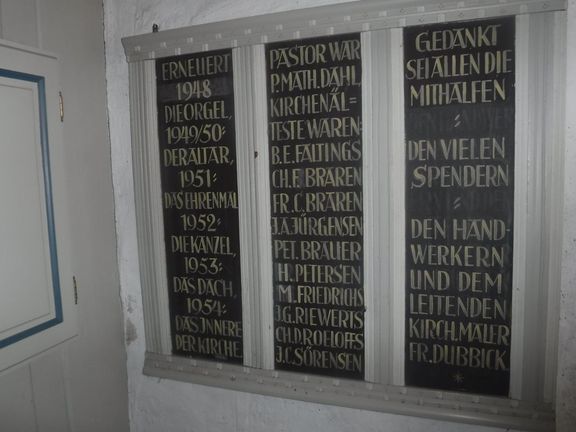 ERNEUERT
1948
DIE ORGEL,
1949/50:
DER ALTAR,
1951:
DAS EHRENMAL
1952:
DIE KANZEL,
1953:
DAS DACH,
1954:
DAS INNERE
DER KIRCHE.
PASTOR WAR
P. MATH. DAHL,
KIRCHENÄL=
TESTE WAREN
B. E. FALTINGS
CH. F. BRAREN
FR. C. BRAREN
J. A. JÜRGENSEN
PET. BRAUER
H. PETERSEN
M. FRIEDRICHS
J. G. RIEWERTS
CH. D. ROELOFFS
J. C. SÖRENSEN
GEDANKT
SEI ALLEN DIE
MITHALFEN
:
DEN VIELEN
SPENDERN
:
DEN HAND-
WERKERN
UND DEM
LEITENDEN
KIRCH. MALER
FR. DUBBICK.
*